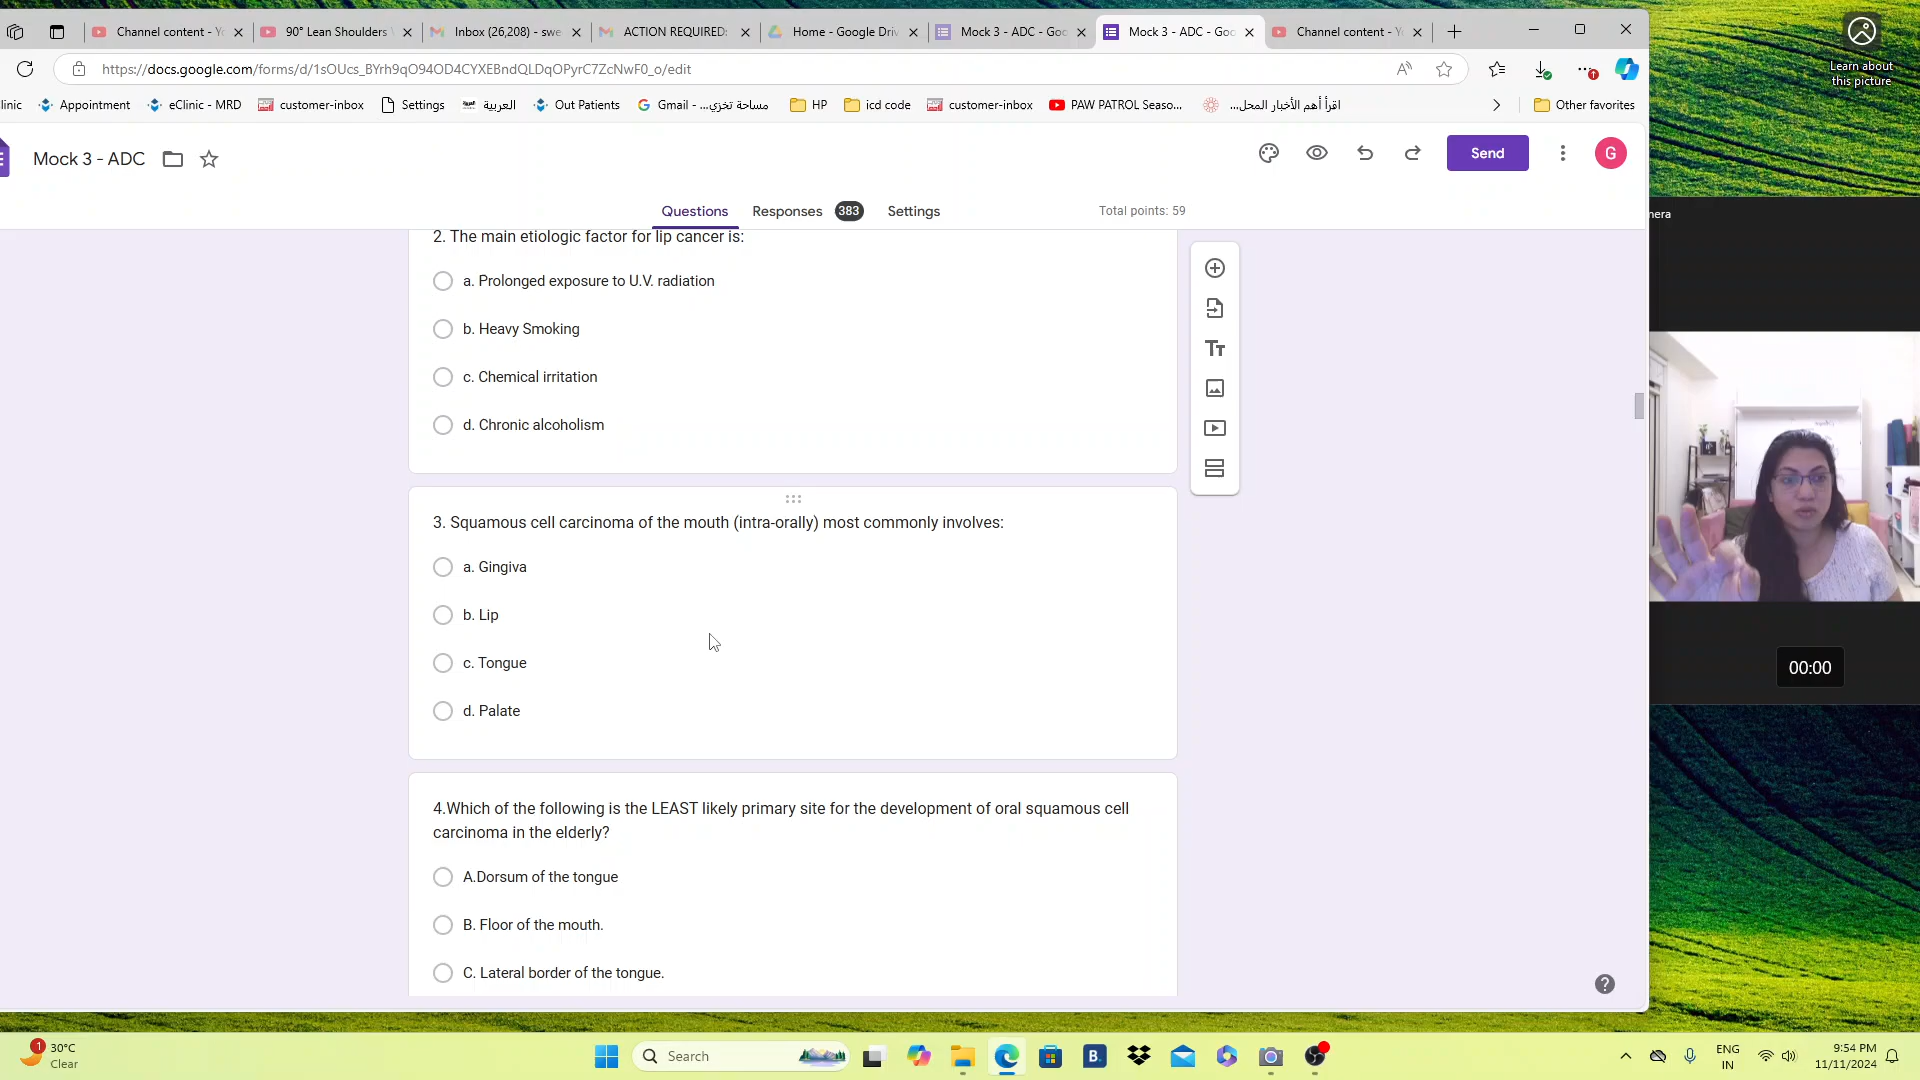 Channel content - Y
90° Lean Shoulders
Inbox (26,208) - swe
ACTION REQUIRED:
Home - Google Driv
Mock 3 - ADC - Goo
Mock 3 - ADC - Goo
Channel content - Y
https://docs.google.com/forms/d/1sOUcs_BYrh9qO94OD4CYXEBndQLDqOPyrC7ZcNwF0_o/edit
linic
Appointment
eClinic - MRD
customer-inbox
Settings
العربية
Out Patients
Gmail - مساحة تخزي...
HP
icd code
customer-inbox
PAW PATROL Seaso...
اقرأ أهم الأخبار المحل...
Other favorites
Learn about
this picture
Mock 3 - ADC
Send
G
Questions
Responses 383
Settings
Total points: 59
mera
2. The main etiologic factor for lip cancer is:
a. Prolonged exposure to U.V. radiation
b. Heavy Smoking
c. Chemical irritation
d. Chronic alcoholism
3. Squamous cell carcinoma of the mouth (intra-orally) most commonly involves:
a. Gingiva
b. Lip
c. Tongue
d. Palate
00:00
4.Which of the following is the LEAST likely primary site for the development of oral squamous cell
carcinoma in the elderly?
A.Dorsum of the tongue
B. Floor of the mouth.
C. Lateral border of the tongue.
1
30°C
Clear
Search
B.
ENG
IN
9:54 PM
11/11/2024